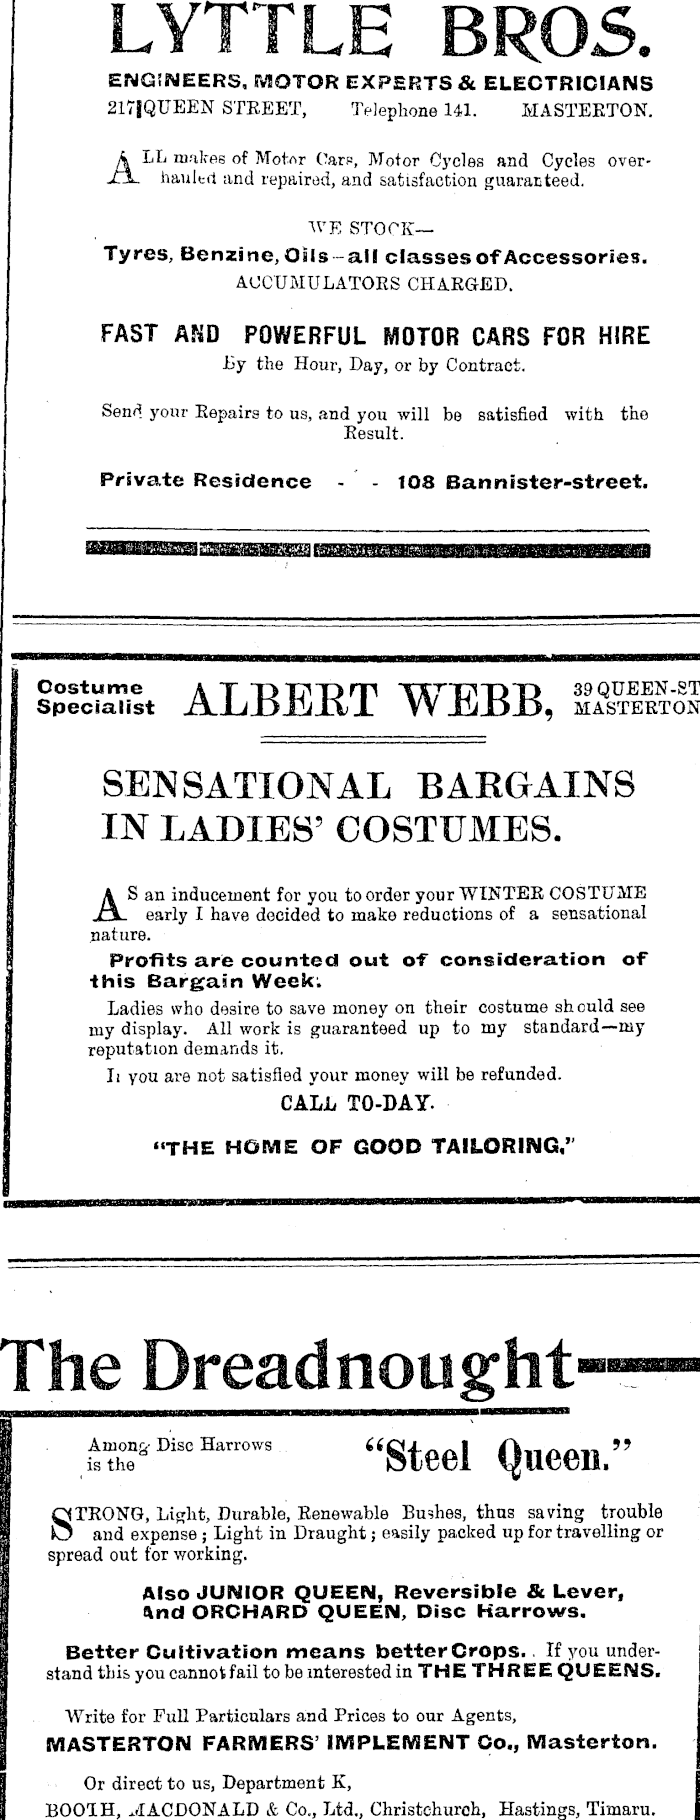 LYTTLE BROS.
ENGINEERS, MOTOR EXPERTS & ELECTRICIANS
217 QUEEN STREET, Telephone 141. MASTERTON.
ALL makes of Motor Cars, Motor Cycles and Cycles over-
hauled and repaired, and satisfaction guaranteed.
WE STOCK—
Tyres, Benzine, Oils—all classes of Accessories.
ACCUMULATORS CHARGED.
FAST AND POWERFUL MOTOR CARS FOR HIRE
By the Hour, Day, or by Contract.
Send your Repairs to us, and you will be satisfied with the
Result.
Private Residence - - 108 Bannister-street.
Costume
Specialist
ALBERT WEBB,
39 QUEEN-ST
MASTERTON
SENSATIONAL BARGAINS
IN LADIES' COSTUMES.
AS an inducement for you to order your WINTER COSTUME
early I have decided to make reductions of a sensational
nature.
Profits are counted out of consideration of
this Bargain Week.
Ladies who desire to save money on their costume should see
my display. All work is guaranteed up to my standard—my
reputation demands it.
If you are not satisfied your money will be refunded.
CALL TO-DAY.
"THE HOME OF GOOD TAILORING,"
The Dreadnought—
Among Disc Harrows
is the
"Steel Queen."
STRONG, Light, Durable, Renewable Bushes, thus saving trouble
and expense; Light in Draught; easily packed up for travelling or
spread out for working.
Also JUNIOR QUEEN, Reversible & Lever,
And ORCHARD QUEEN, Disc Harrows.
Better Cultivation means better Crops. If you under-
stand this you cannot fail to be interested in THE THREE QUEENS.
Write for Full Particulars and Prices to our Agents,
MASTERTON FARMERS' IMPLEMENT Co., Masterton.
Or direct to us, Department K,
BOOTH, MACDONALD & Co., Ltd., Christchurch, Hastings, Timaru.